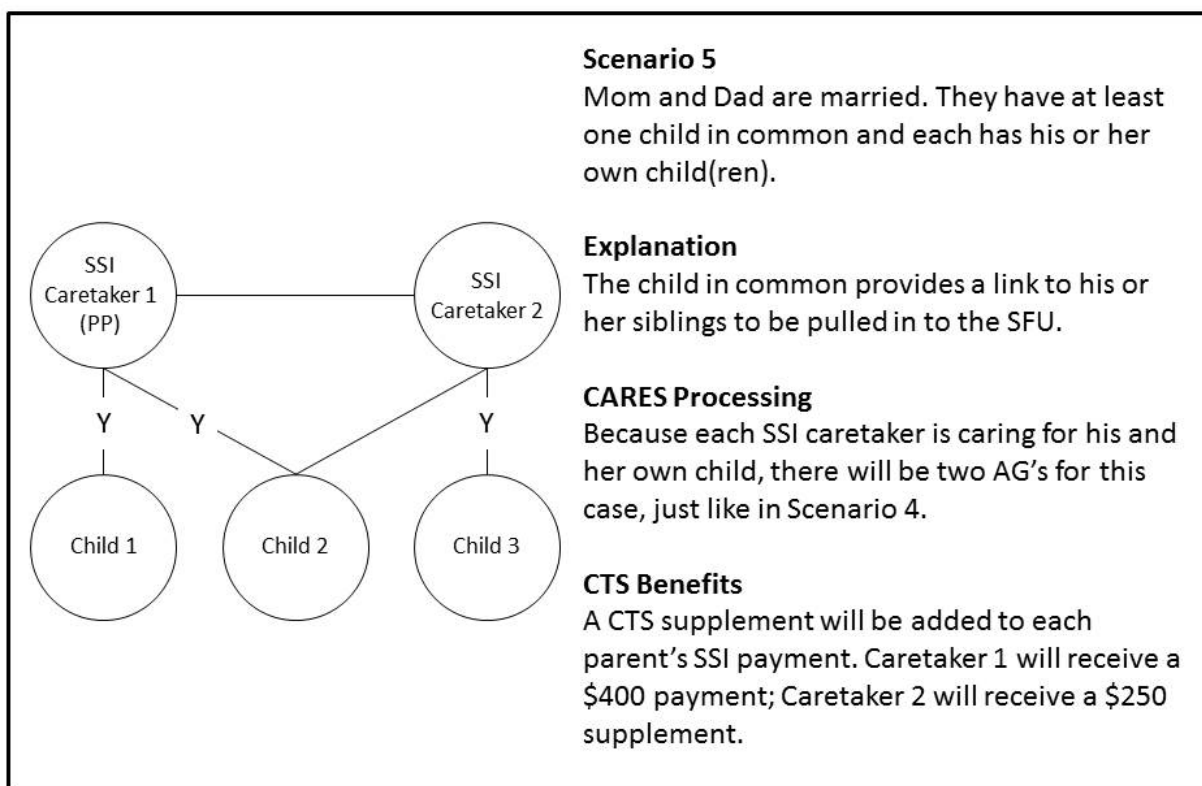 SSI
Caretaker 1
(PP)
SSI
Caretaker 2
Y
Y
Y
Child 1
Child 2
Child 3
Scenario 5
Mom and Dad are married. They have at least
one child in common and each has his or her
own child(ren).
Explanation
The child in common provides a link to his or
her siblings to be pulled in to the SFU.
CARES Processing
Because each SSI caretaker is caring for his and
her own child, there will be two AG’s for this
case, just like in Scenario 4.
CTS Benefits
A CTS supplement will be added to each
parent’s SSI payment. Caretaker 1 will receive a
$400 payment; Caretaker 2 will receive a $250
supplement.